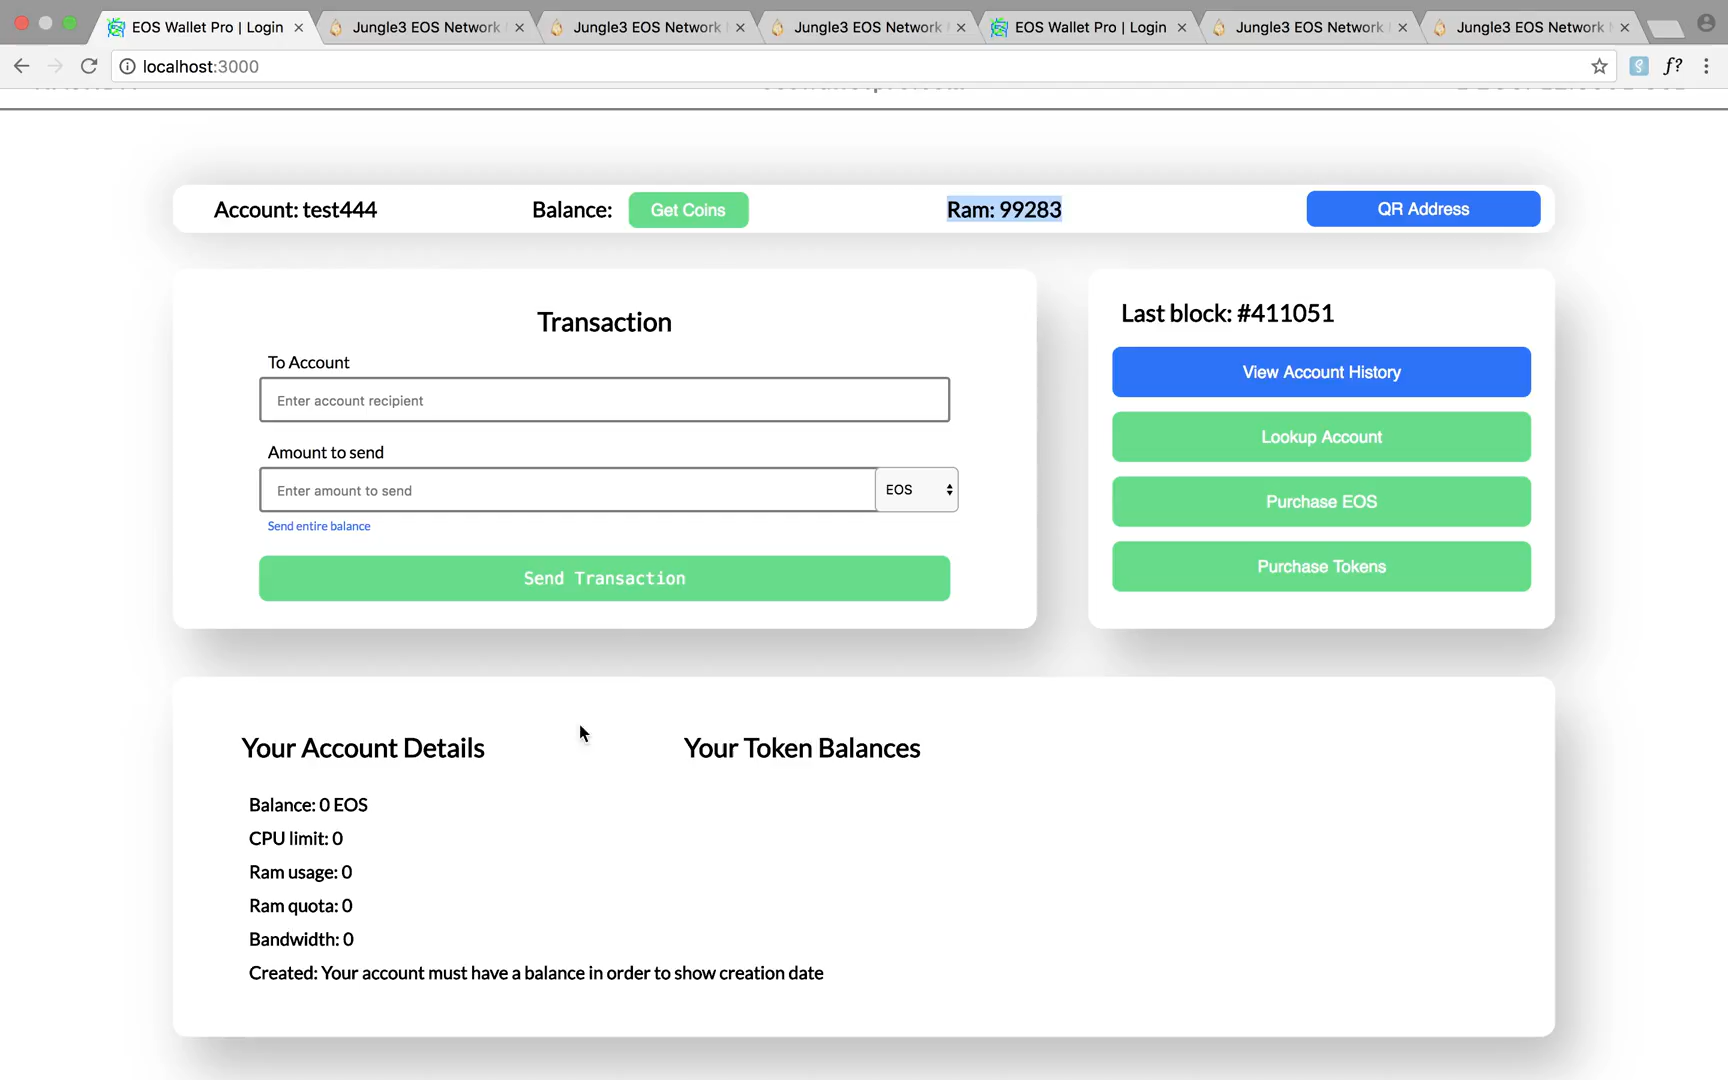 EOS Wallet Pro | Login
Jungle3 EOS Network
Jungle3 EOS Network
Jungle3 EOS Network
EOS Wallet Pro | Login
Jungle3 EOS Network
Jungle3 EOS Network
localhost:3000
f?
Account: test444
Balance:
Get Coins
Ram: 99283
QR Address
Transaction
To Account
Enter account recipient
Amount to send
Enter amount to send
EOS
Send entire balance
Send Transaction
Last block: #411051
View Account History
Lookup Account
Purchase EOS
Purchase Tokens
Your Account Details
Balance: 0 EOS
CPU limit: 0
Ram usage: 0
Ram quota: 0
Bandwidth: 0
Created: Your account must have a balance in order to show creation date
Your Token Balances